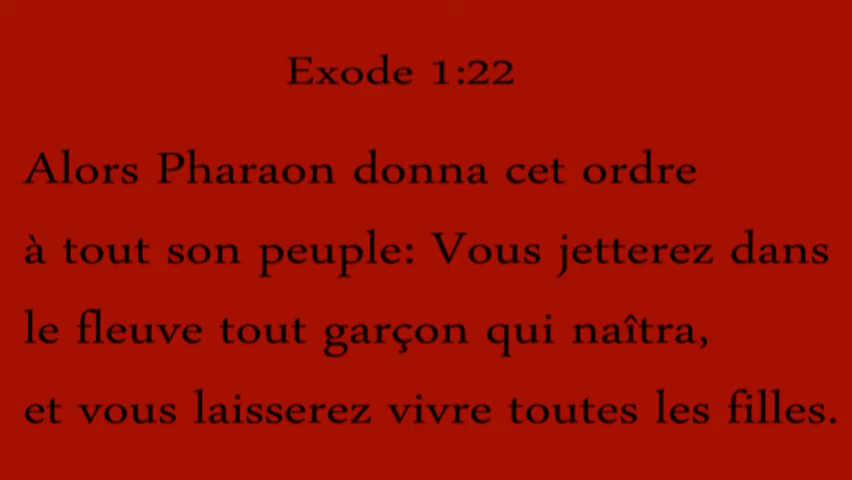 Exode 1:22
Alors Pharaon donna cet ordre
à tout son peuple: Vous jetterez dans
le fleuve tout garçon qui naîtra,
et vous laisserez vivre toutes les filles.